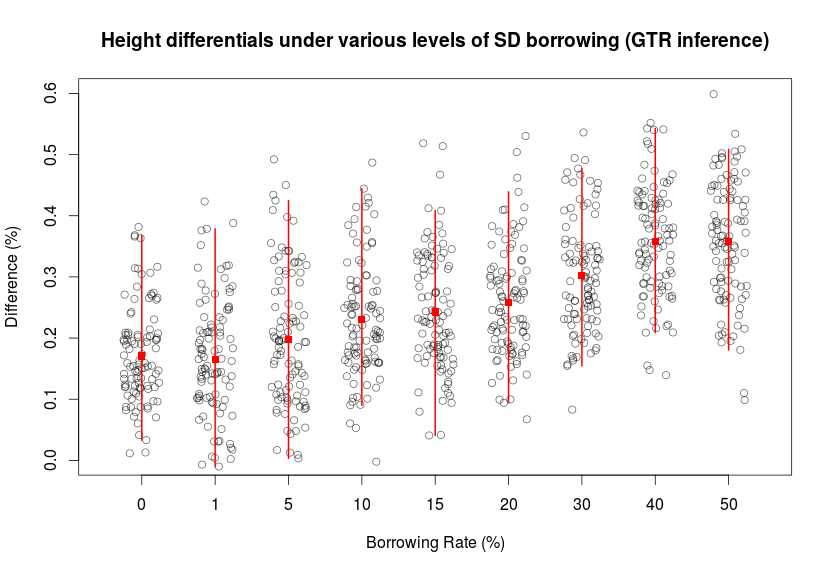 Height differentials under various levels of SD borrowing (GTR inference)
Difference (%)
0.6
0.5
0.4
0.3
0.2
0.1
0.0
0 1 5 10 15 20 30 40 50
Borrowing Rate (%)